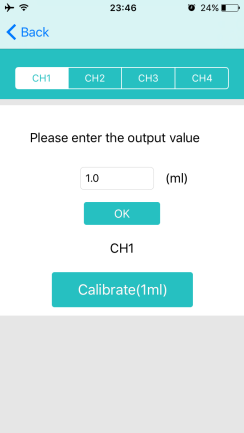 23:46
24%
Back
CH1 CH2 CH3 CH4
Please enter the output value
1.0 (ml)
OK
CH1
Calibrate(1ml)